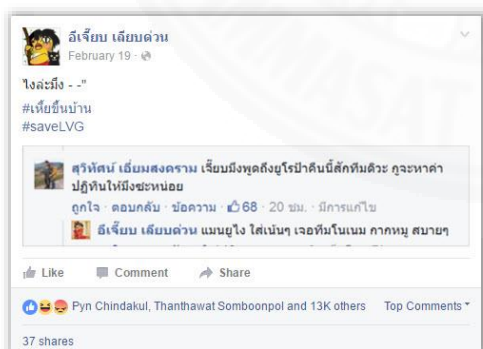 อีเจี๊ยบ เลียบด่วน
February 19
ไงล่ะมึง - -"
#เหี้ยขึ้นบ้าน
#saveLVG
สุวิทัศน์ เอี่ยมสงคราม เจี๊ยบมึงพูดถึงยูโรป้าคืนนี้สักทีมดิวะ กูจะหาคำ
ปฏิทินให้มึงซะหน่อย
ถูกใจ · ตอบกลับ · ข้อความ · 68 · 20 ชม. · มีการแก้ไข
อีเจี๊ยบ เลียบด่วน แมนยูไง ใส่เน้นๆ เจอทีมโนเนม กากหมู สบายๆ
Like Comment Share
Pyn Chindakul, Thanthawat Somboonpol and 13K others Top Comments
37 shares